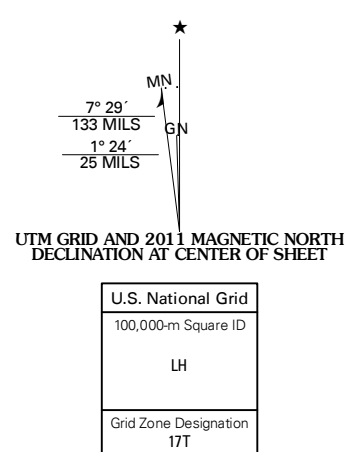 MN
7° 29´
133 MILS
GN
1° 24´
25 MILS
UTM GRID AND 2011 MAGNETIC NORTH
DECLINATION AT CENTER OF SHEET
U.S. National Grid
100,000-m Square ID
LH
Grid Zone Designation
17T